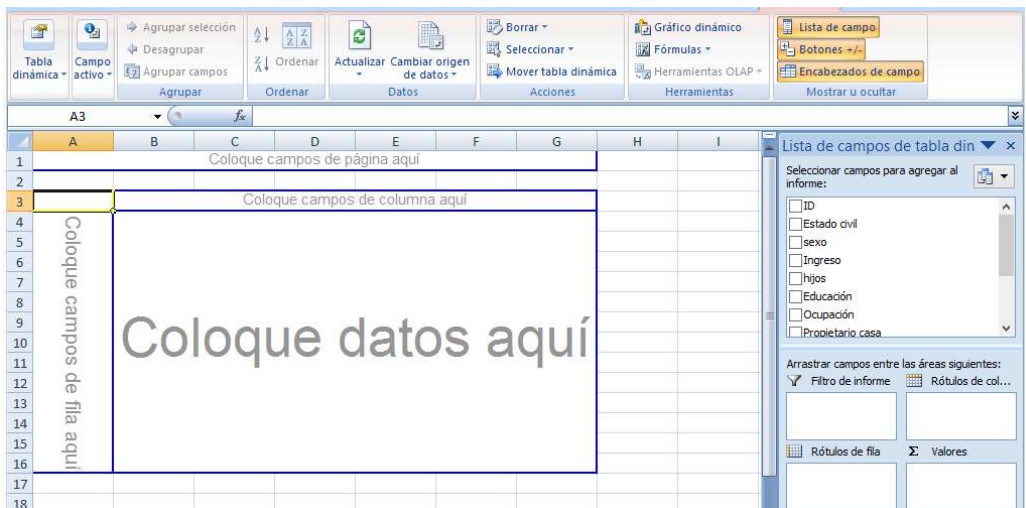 Tabla dinámica
Campo activo
Agrupar selección
Desagrupar
Agrupar campos
Agrupar
Ordenar
Ordenar
Actualizar
Cambiar origen de datos
Datos
Borrar
Seleccionar
Mover tabla dinámica
Acciones
Gráfico dinámico
Fórmulas
Herramientas OLAP
Herramientas
Lista de campo
Botones +/-
Encabezados de campo
Mostrar u ocultar
A3
fx
A B C D E F G H I
1
2
3
4
5
6
7
8
9
10
11
12
13
14
15
16
17
18
Coloque campos de página aquí
Coloque campos de columna aquí
Coloque campos de fila aquí
Coloque datos aquí
Lista de campos de tabla din
Seleccionar campos para agregar al
informe:
ID
Estado civil
sexo
Ingreso
hijos
Educación
Ocupación
Propietario casa
Arrastrar campos entre las áreas siguientes:
Filtro de informe
Rótulos de col...
Rótulos de fila
Σ Valores